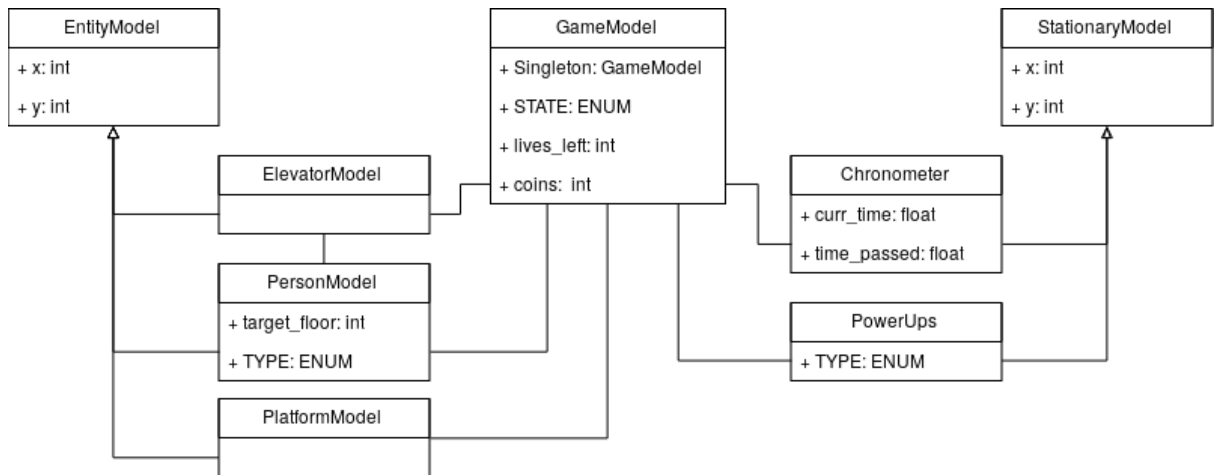 EntityModel
+ x: int
+ y: int
GameModel
+ Singleton: GameModel
+ STATE: ENUM
+ lives_left: int
+ coins:  int
StationaryModel
+ x: int
+ y: int
ElevatorModel
Chronometer
+ curr_time: float
+ time_passed: float
PersonModel
+ target_floor: int
+ TYPE: ENUM
PowerUps
+ TYPE: ENUM
PlatformModel